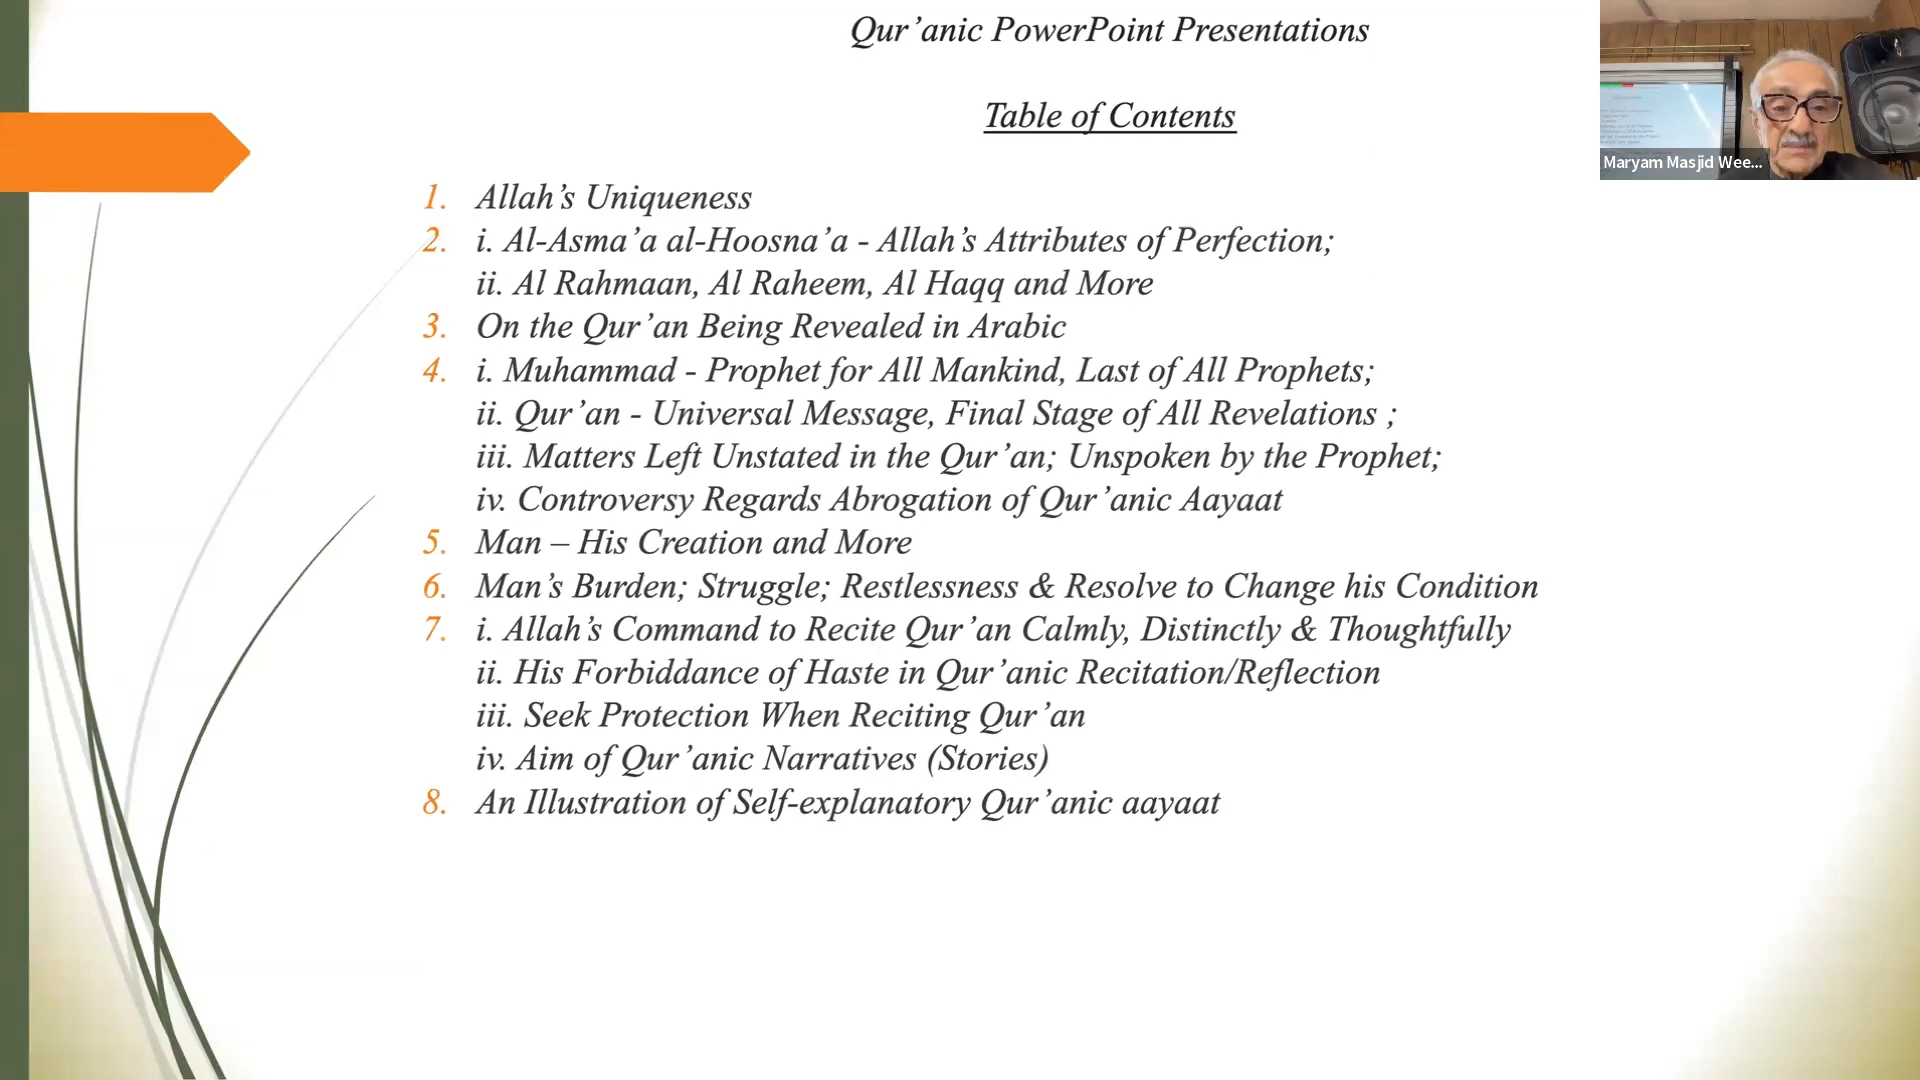 Qur’anic PowerPoint Presentations
Table of Contents
1. Allah’s Uniqueness
2. i. Al-Asma’a al-Hoosna’a - Allah’s Attributes of Perfection;
ii. Al Rahmaan, Al Raheem, Al Haqq and More
3. On the Qur’an Being Revealed in Arabic
4. i. Muhammad - Prophet for All Mankind, Last of All Prophets;
ii. Qur’an - Universal Message, Final Stage of All Revelations ;
iii. Matters Left Unstated in the Qur’an; Unspoken by the Prophet;
iv. Controversy Regards Abrogation of Qur’anic Aayaat
5. Man – His Creation and More
6. Man’s Burden; Struggle; Restlessness & Resolve to Change his Condition
7. i. Allah’s Command to Recite Qur’an Calmly, Distinctly & Thoughtfully
ii. His Forbiddance of Haste in Qur’anic Recitation/Reflection
iii. Seek Protection When Reciting Qur’an
iv. Aim of Qur’anic Narratives (Stories)
8. An Illustration of Self-explanatory Qur’anic aayaat
Maryam Masjid Wee...